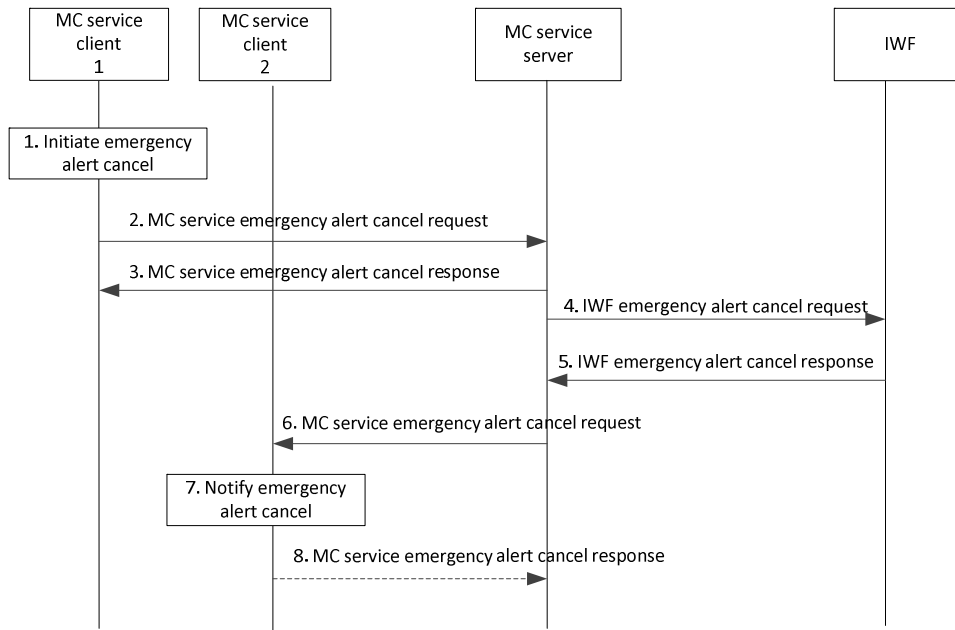 MC service
client
1
MC service
client
2
MC service
server
IWF
1. Initiate emergency
alert cancel
2. MC service emergency alert cancel request
3. MC service emergency alert cancel response
4. IWF emergency alert cancel request
5. IWF emergency alert cancel response
6. MC service emergency alert cancel request
7. Notify emergency
alert cancel
8. MC service emergency alert cancel response